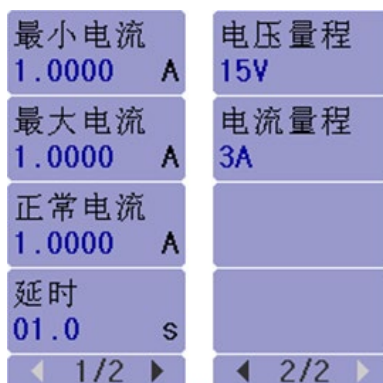 最小电流
1.0000 A
最大电流
1.0000 A
正常电流
1.0000 A
延时
01.0 s
◀ 1/2 ▶
电压量程
15V
电流量程
3A
◀ 2/2 ▶